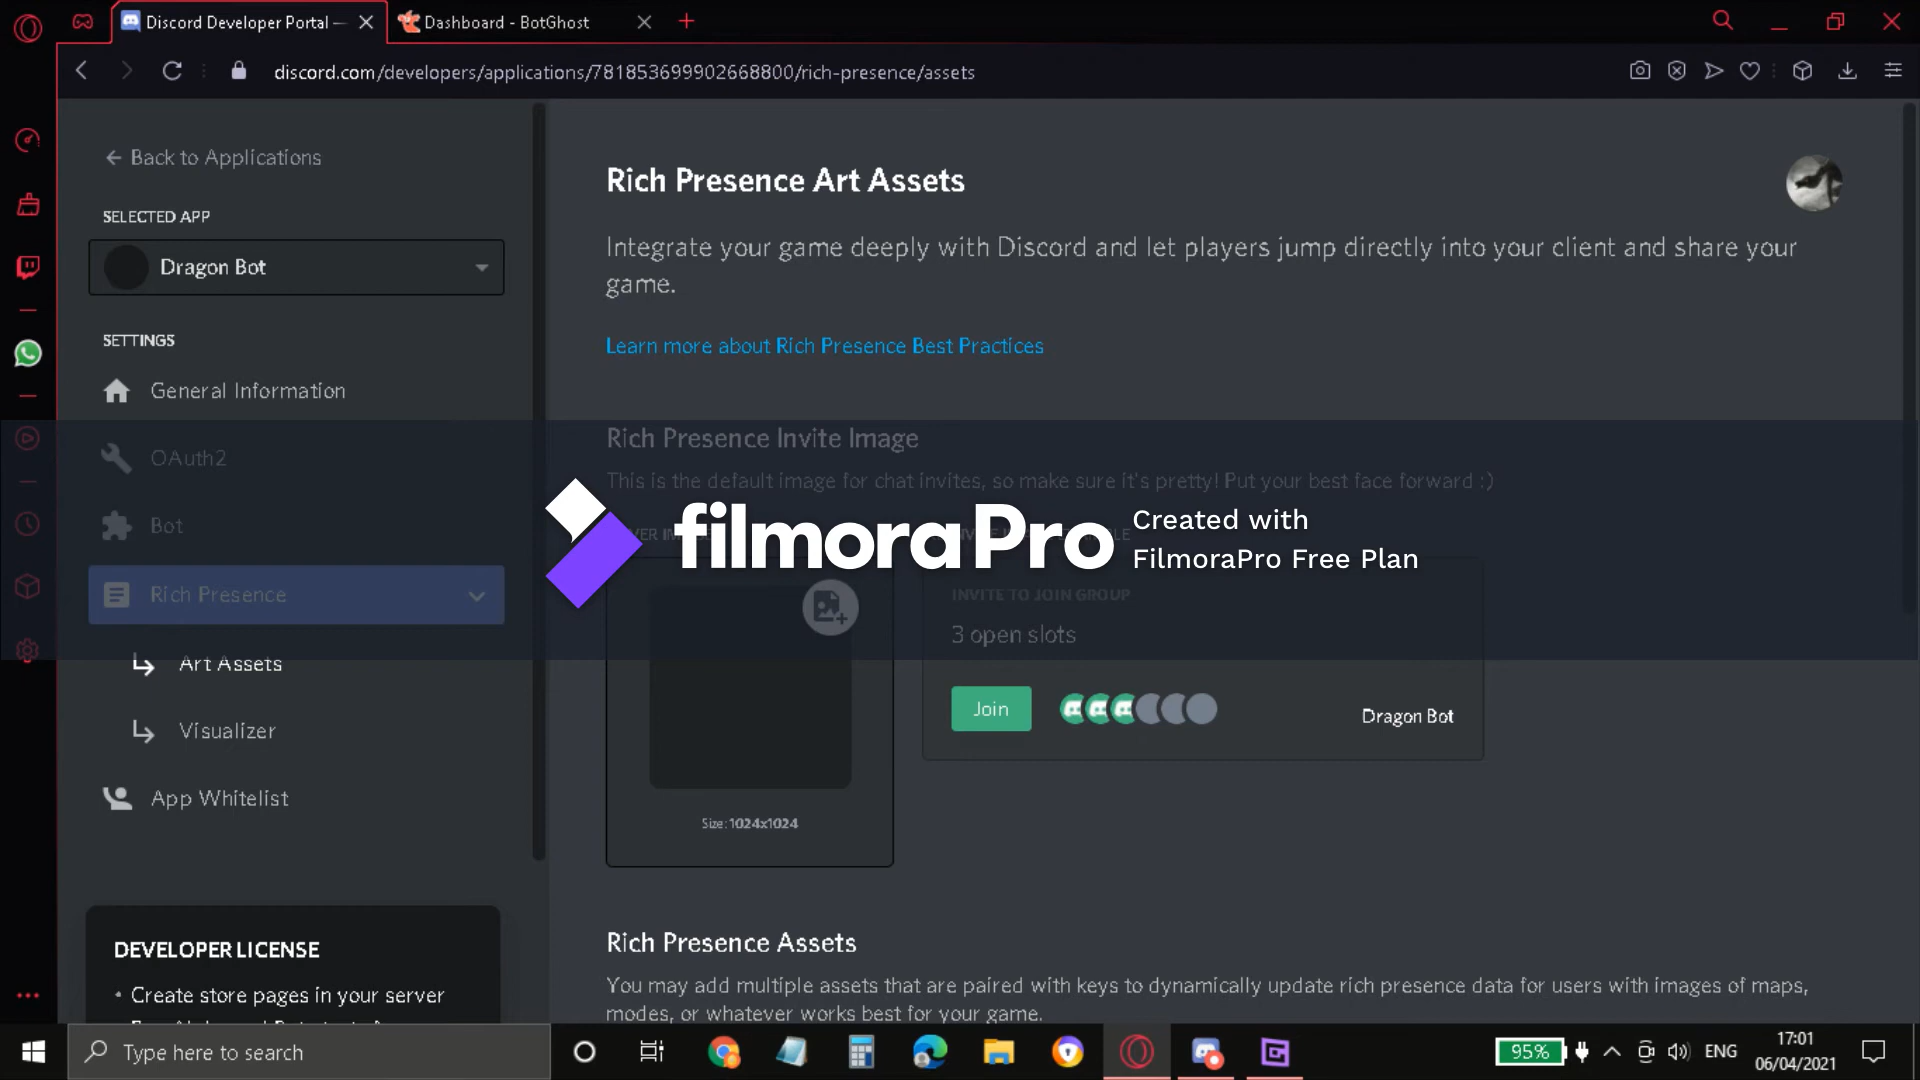 Discord Developer Portal —
Dashboard - BotGhost
discord.com/developers/applications/781853699902668800/rich-presence/assets
Back to Applications
SELECTED APP
Dragon Bot
SETTINGS
General Information
OAuth2
Bot
Rich Presence
Art Assets
Visualizer
App Whitelist
DEVELOPER LICENSE
• Create store pages in your server
Rich Presence Art Assets
Integrate your game deeply with Discord and let players jump directly into your client and share your
game.
Learn more about Rich Presence Best Practices
Rich Presence Invite Image
This is the default image for chat invites, so make sure it's pretty! Put your best face forward :)
filmora Pro
Created with
FilmoraPro Free Plan
INVITE TO JOIN GROUP
3 open slots
Join
Dragon Bot
Size: 1024x1024
Rich Presence Assets
You may add multiple assets that are paired with keys to dynamically update rich presence data for users with images of maps,
modes, or whatever works best for your game.
Type here to search
95%
ENG
17:01
06/04/2021